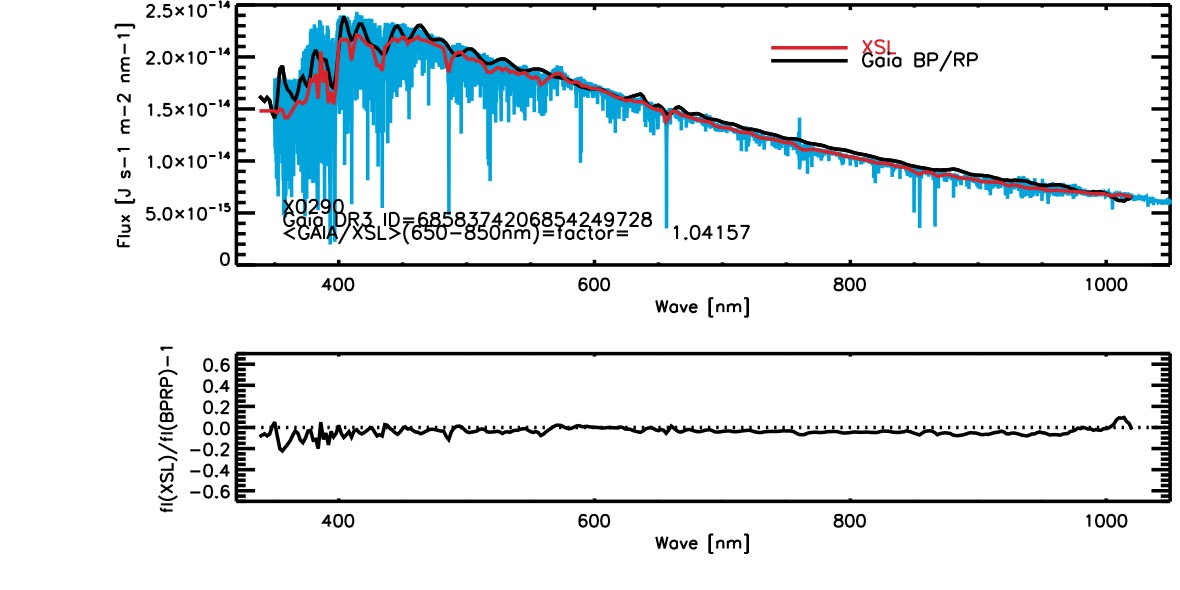 2.5×10⁻¹⁴
2.0×10⁻¹⁴
1.5×10⁻¹⁴
1.0×10⁻¹⁴
5.0×10⁻¹⁵
0
Flux [J s−1 m−2 nm−1]
XSL
Gaia BP/RP
X0290
Gaia DR3 ID=6858374206854249728
<GAIA/XSL>(650−850nm)=factor= 1.04157
400 600 800 1000
Wave [nm]
0.6
0.4
0.2
0.0
−0.2
−0.4
−0.6
fl(XSL)/fl(BPRP)−1
400 600 800 1000
Wave [nm]